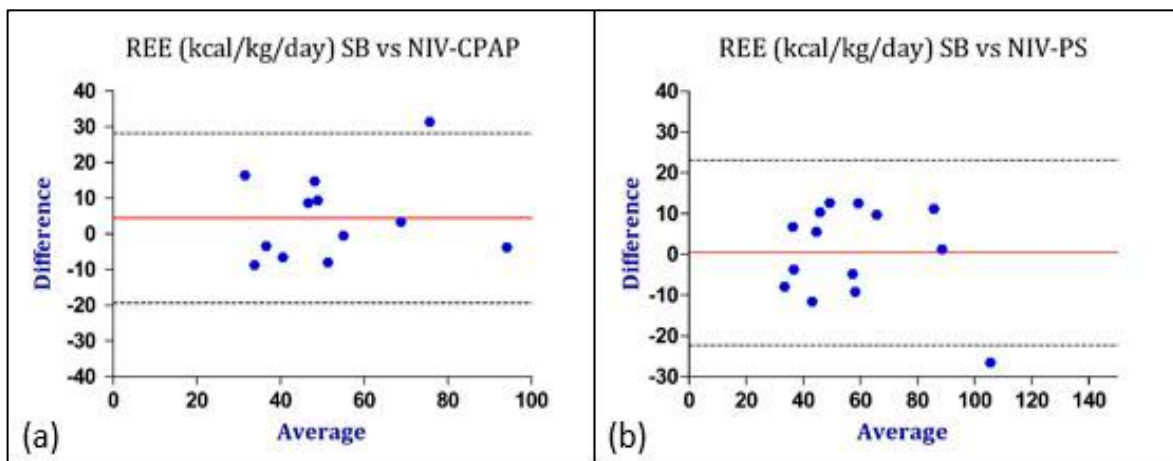 REE (kcal/kg/day) SB vs NIV-CPAP
40
30
20
10
0
-10
-20
-30
-40
Difference
0 20 40 60 80 100
Average
(a)
REE (kcal/kg/day) SB vs NIV-PS
40
30
20
10
0
-10
-20
-30
Difference
0 20 40 60 80 100 120 140
Average
(b)